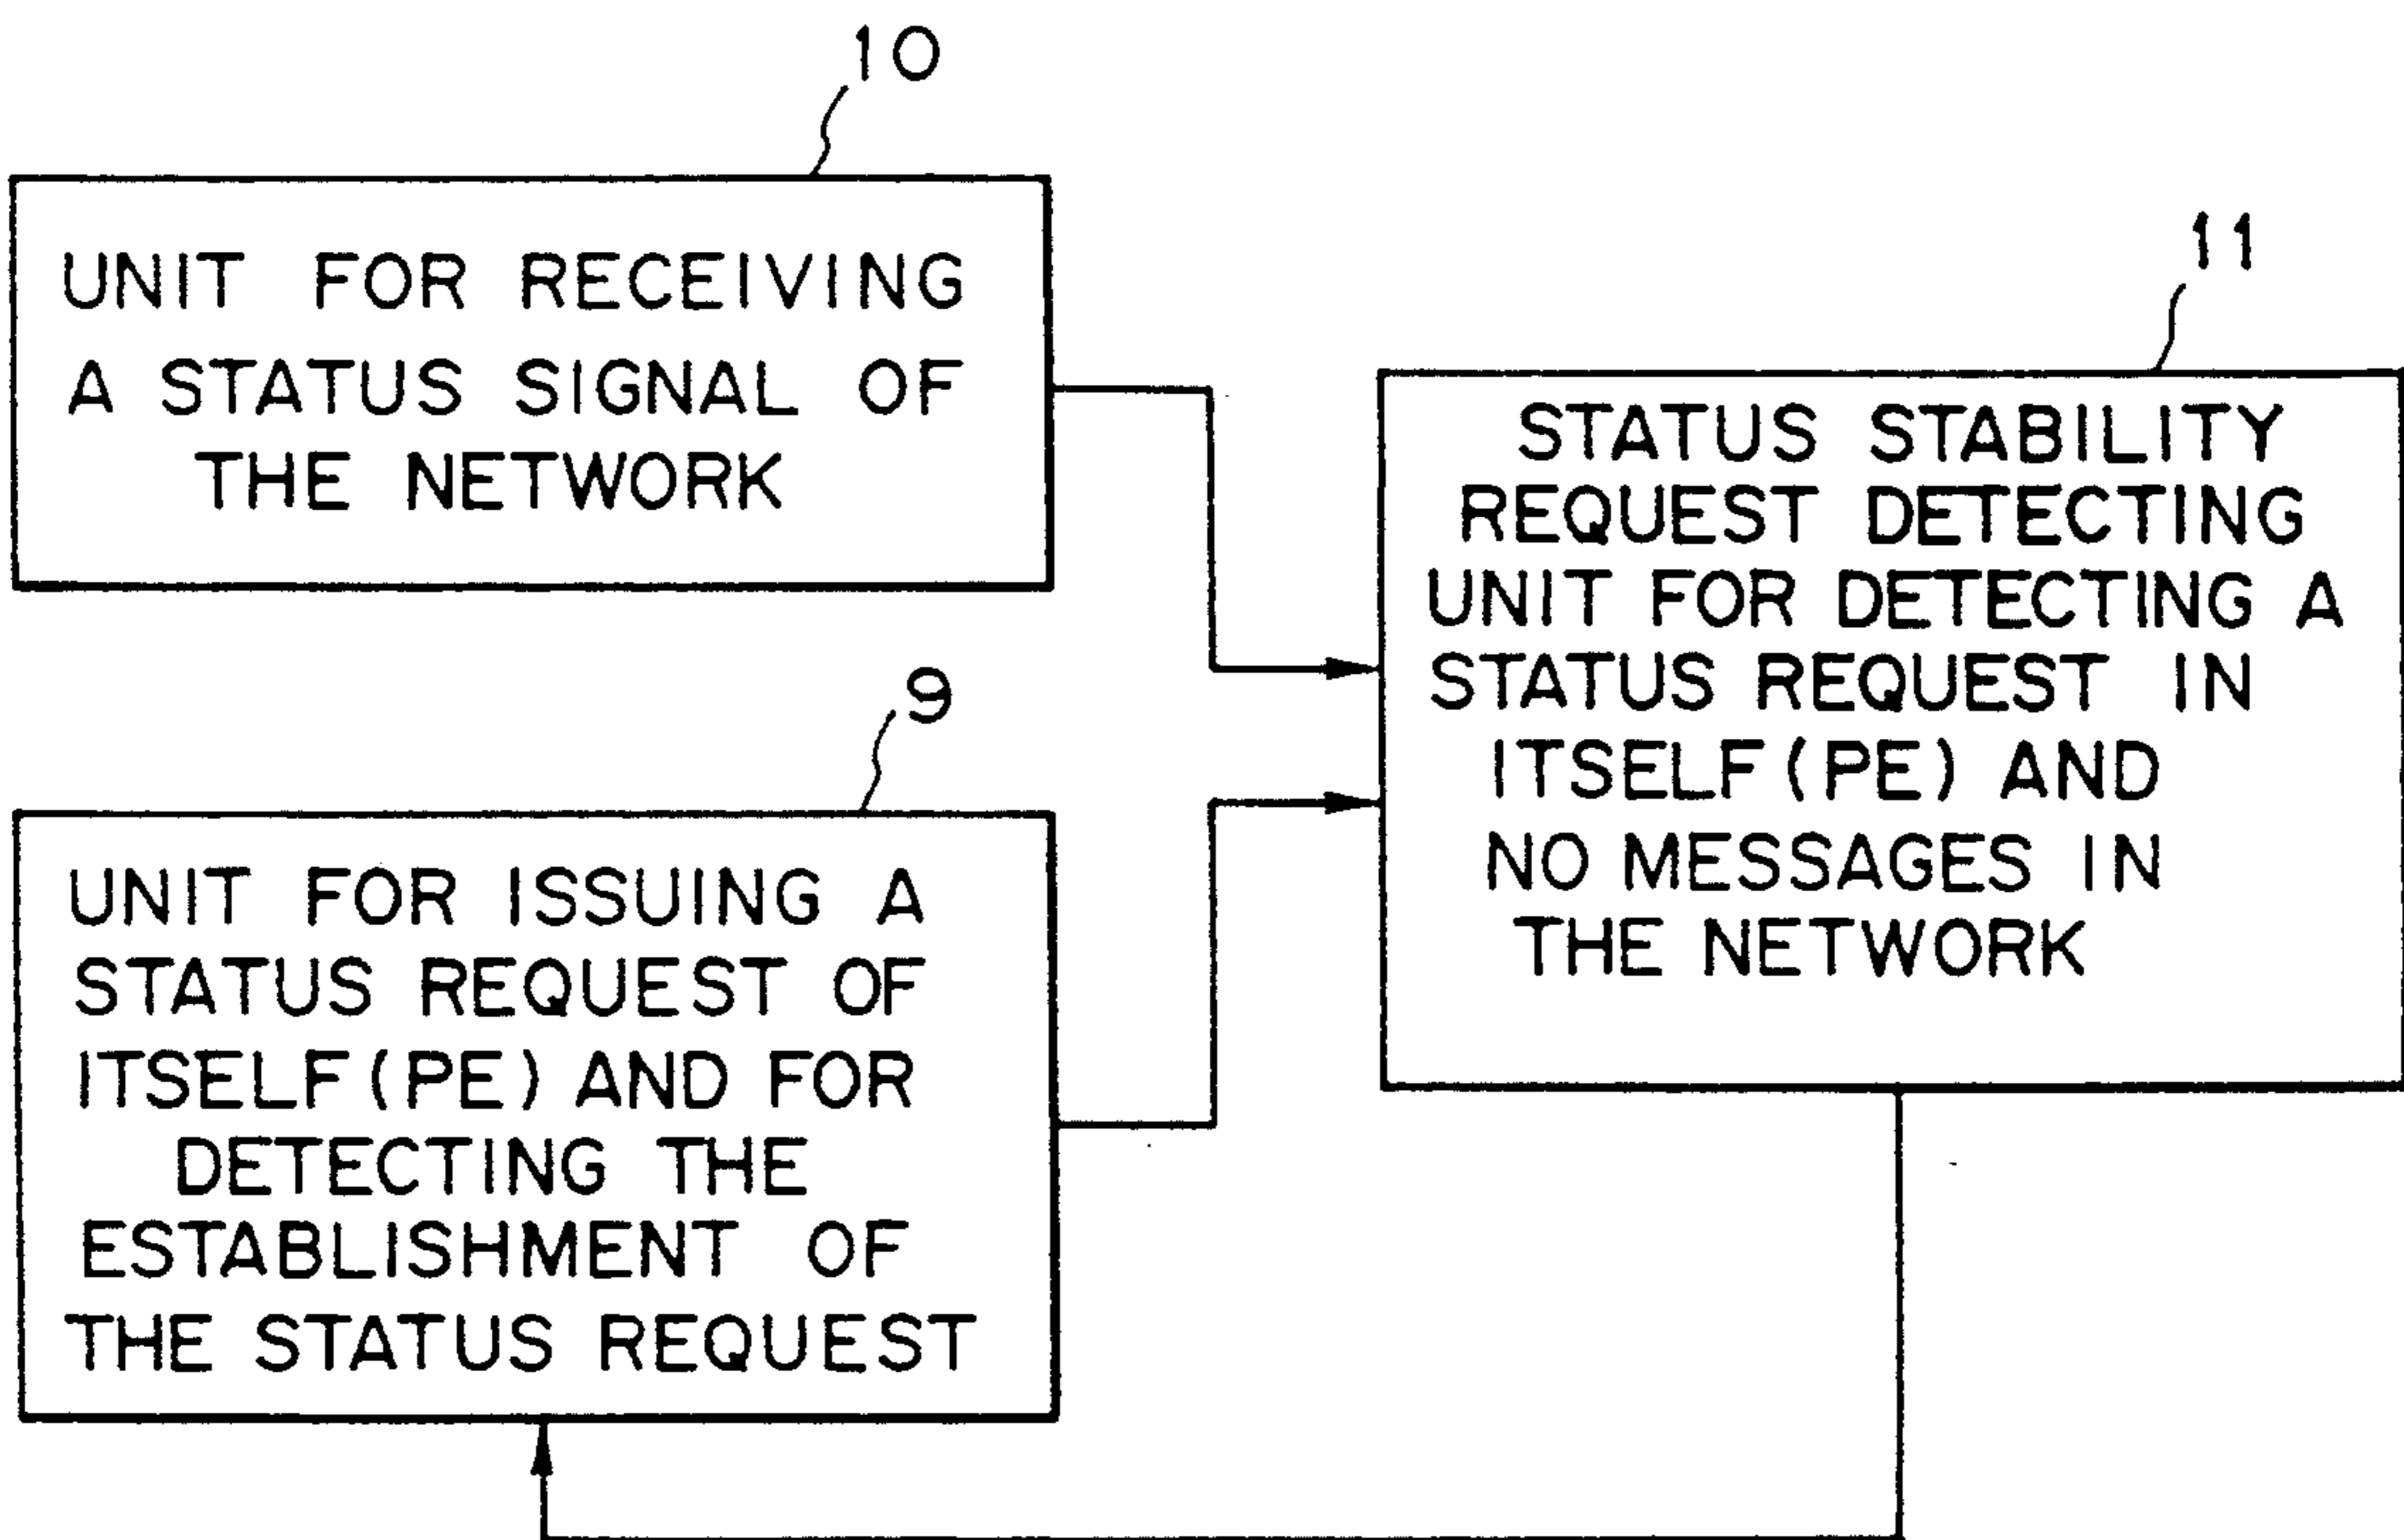 10
UNIT FOR RECEIVING
A STATUS SIGNAL OF
THE NETWORK
11
STATUS STABILITY
REQUEST DETECTING
UNIT FOR DETECTING A
STATUS REQUEST IN
ITSELF (PE) AND
NO MESSAGES IN
THE NETWORK
9
UNIT FOR ISSUING A
STATUS REQUEST OF
ITSELF (PE) AND FOR
DETECTING THE
ESTABLISHMENT OF
THE STATUS REQUEST